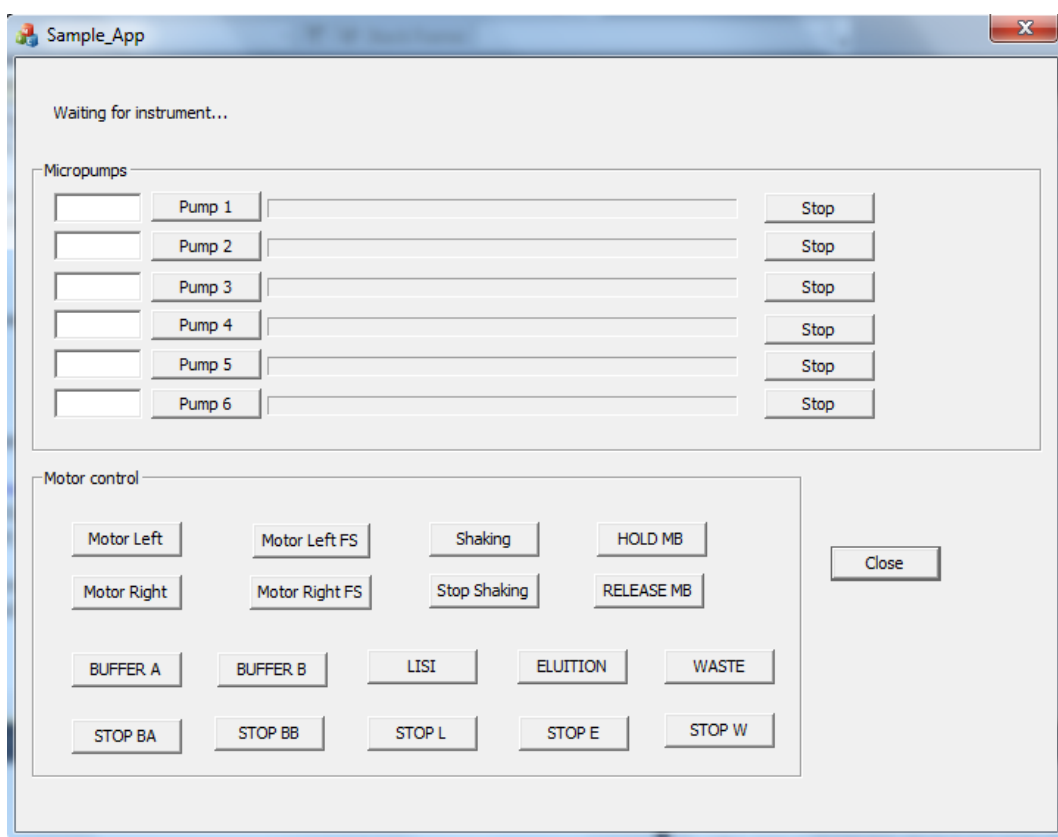 Sample_App
Waiting for instrument...
Micropumps
Pump 1 Stop
Pump 2 Stop
Pump 3 Stop
Pump 4 Stop
Pump 5 Stop
Pump 6 Stop
Motor control
Motor Left Motor Left FS Shaking HOLD MB
Close
Motor Right Motor Right FS Stop Shaking RELEASE MB
BUFFER A BUFFER B LISI ELUITION WASTE
STOP BA STOP BB STOP L STOP E STOP W